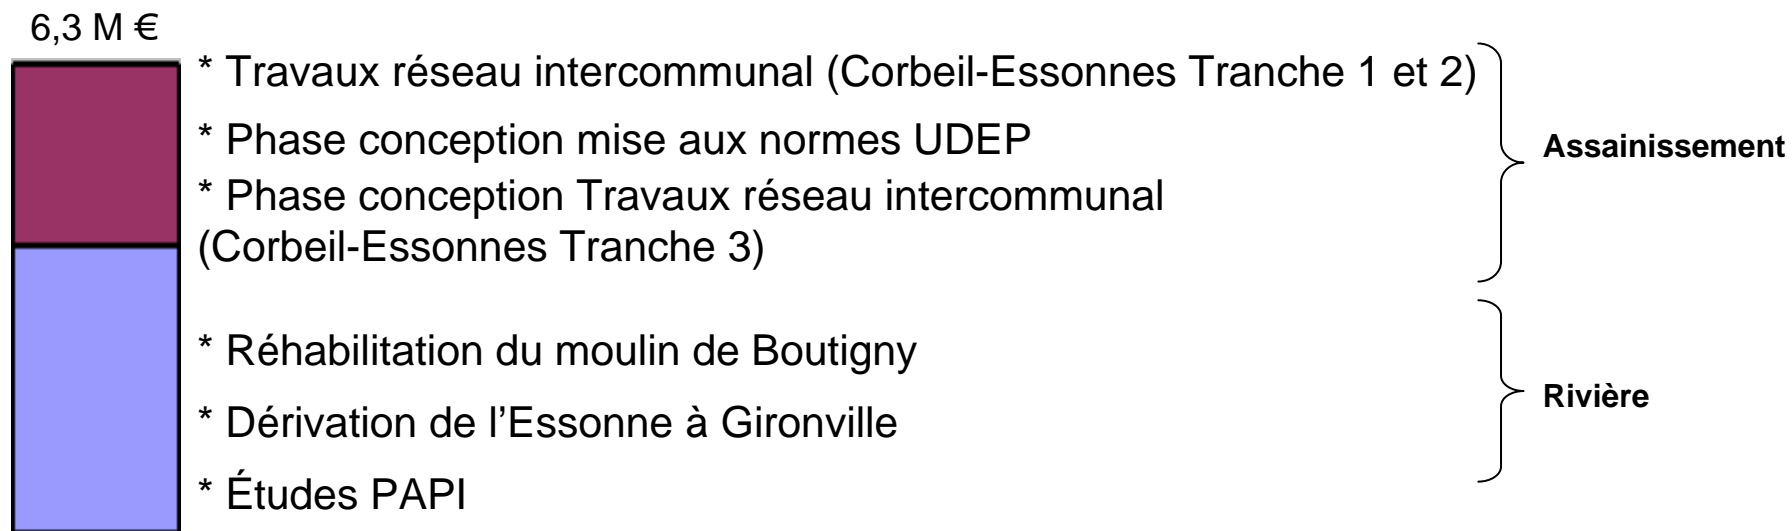 6,3 M €
* Travaux réseau intercommunal (Corbeil-Essonnes Tranche 1 et 2)
* Phase conception mise aux normes UDEP
* Phase conception Travaux réseau intercommunal
(Corbeil-Essonnes Tranche 3)
Assainissement
* Réhabilitation du moulin de Boutigny
* Dérivation de l’Essonne à Gironville
* Études PAPI
Rivière